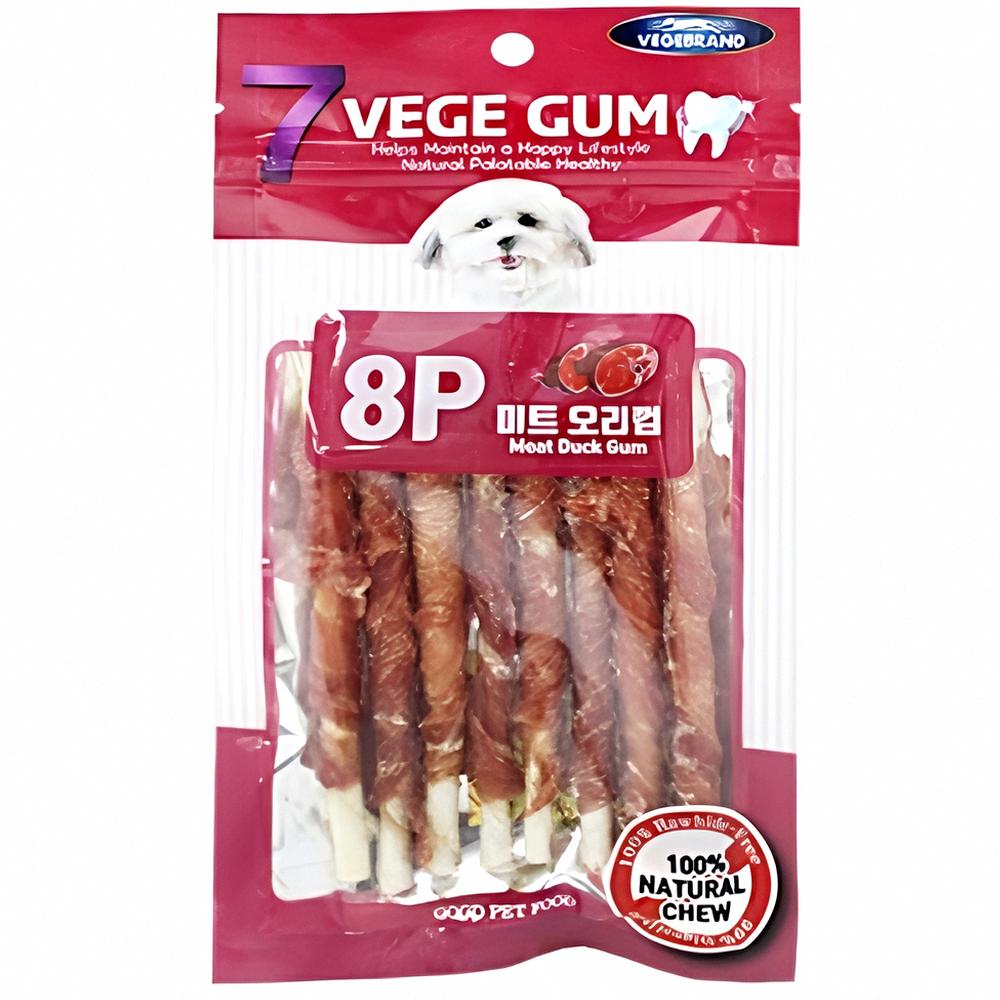 VIGEBRAND
7 VEGE GUM
Helps Maintain a Happy Lifestyle
Natural Palatable Healthy
8P
미트 오리껌
Meat Duck Gum
100%
NATURAL
CHEW
GOOD PET FOOD